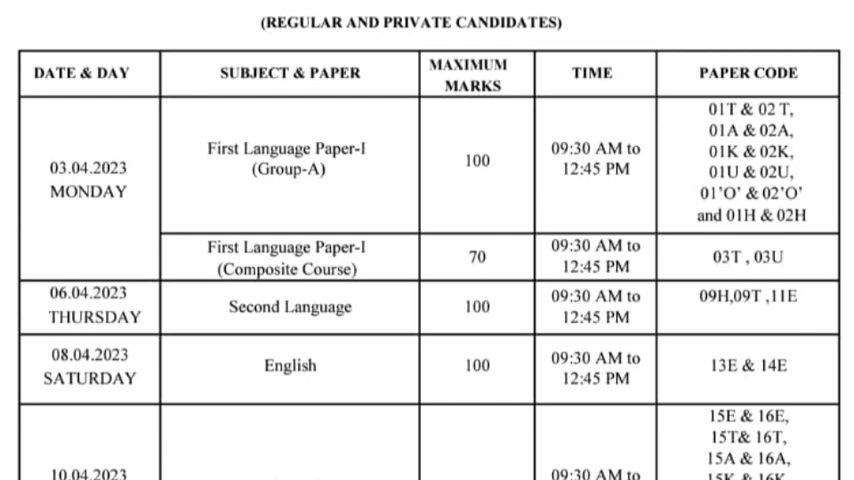 (REGULAR AND PRIVATE CANDIDATES)
DATE & DAY SUBJECT & PAPER MAXIMUM MARKS TIME PAPER CODE
03.04.2023
MONDAY
First Language Paper-I
(Group-A)
100
09:30 AM to
12:45 PM
01T & 02 T,
01A & 02A,
01K & 02K,
01U & 02U,
01'O' & 02'O'
and 01H & 02H
First Language Paper-I
(Composite Course)
70
09:30 AM to
12:45 PM
03T , 03U
06.04.2023
THURSDAY
Second Language
100
09:30 AM to
12:45 PM
09H,09T ,11E
08.04.2023
SATURDAY
English
100
09:30 AM to
12:45 PM
13E & 14E
10.04.2023
09:30 AM to
15E & 16E,
15T& 16T,
15A & 16A,
15K & 16K